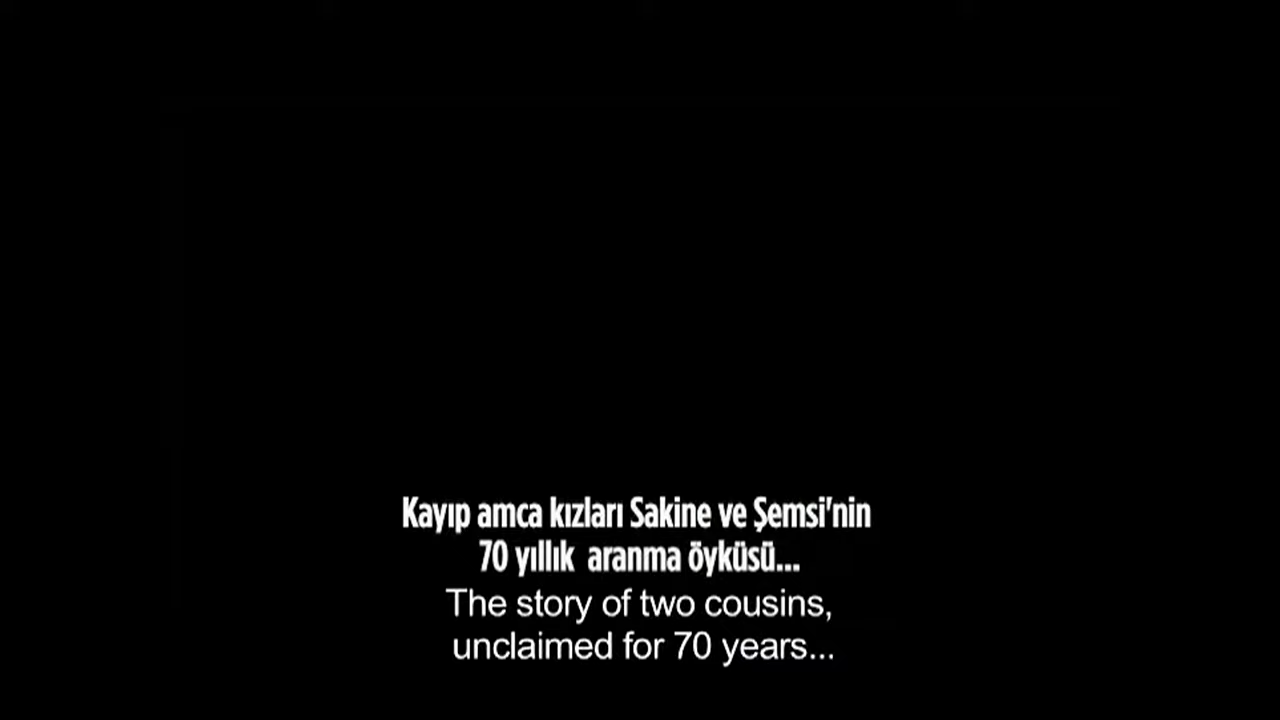 Kayıp amca kızları Sakine ve Şemsi'nin
70 yıllık aranma öyküsü...
The story of two cousins,
unclaimed for 70 years...